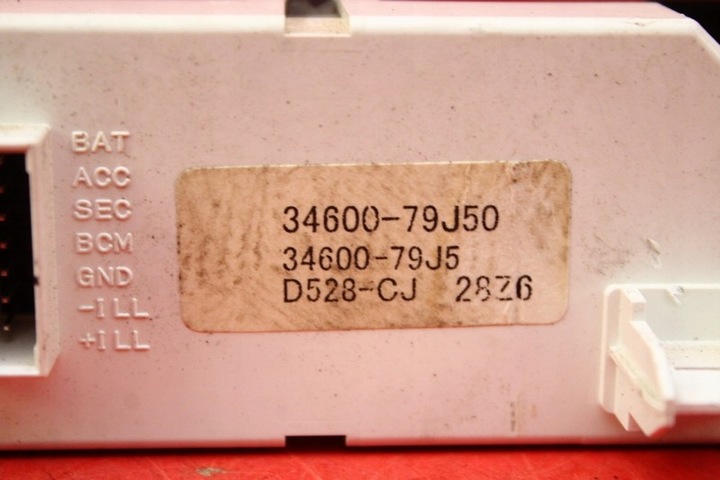 BAT
ACC
SEC
BCM
GND
-ILL
+ILL
34600-79J50
34600-79J5
D528-CJ 28Z6